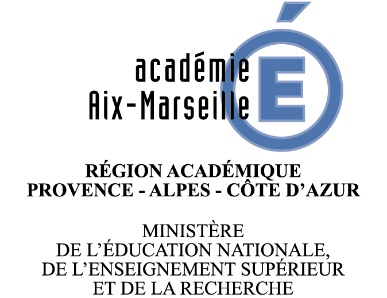 académie
Aix-Marseille
É
RÉGION ACADÉMIQUE
PROVENCE - ALPES - CÔTE D’AZUR
MINISTÈRE
DE L’ÉDUCATION NATIONALE,
DE L’ENSEIGNEMENT SUPÉRIEUR
ET DE LA RECHERCHE